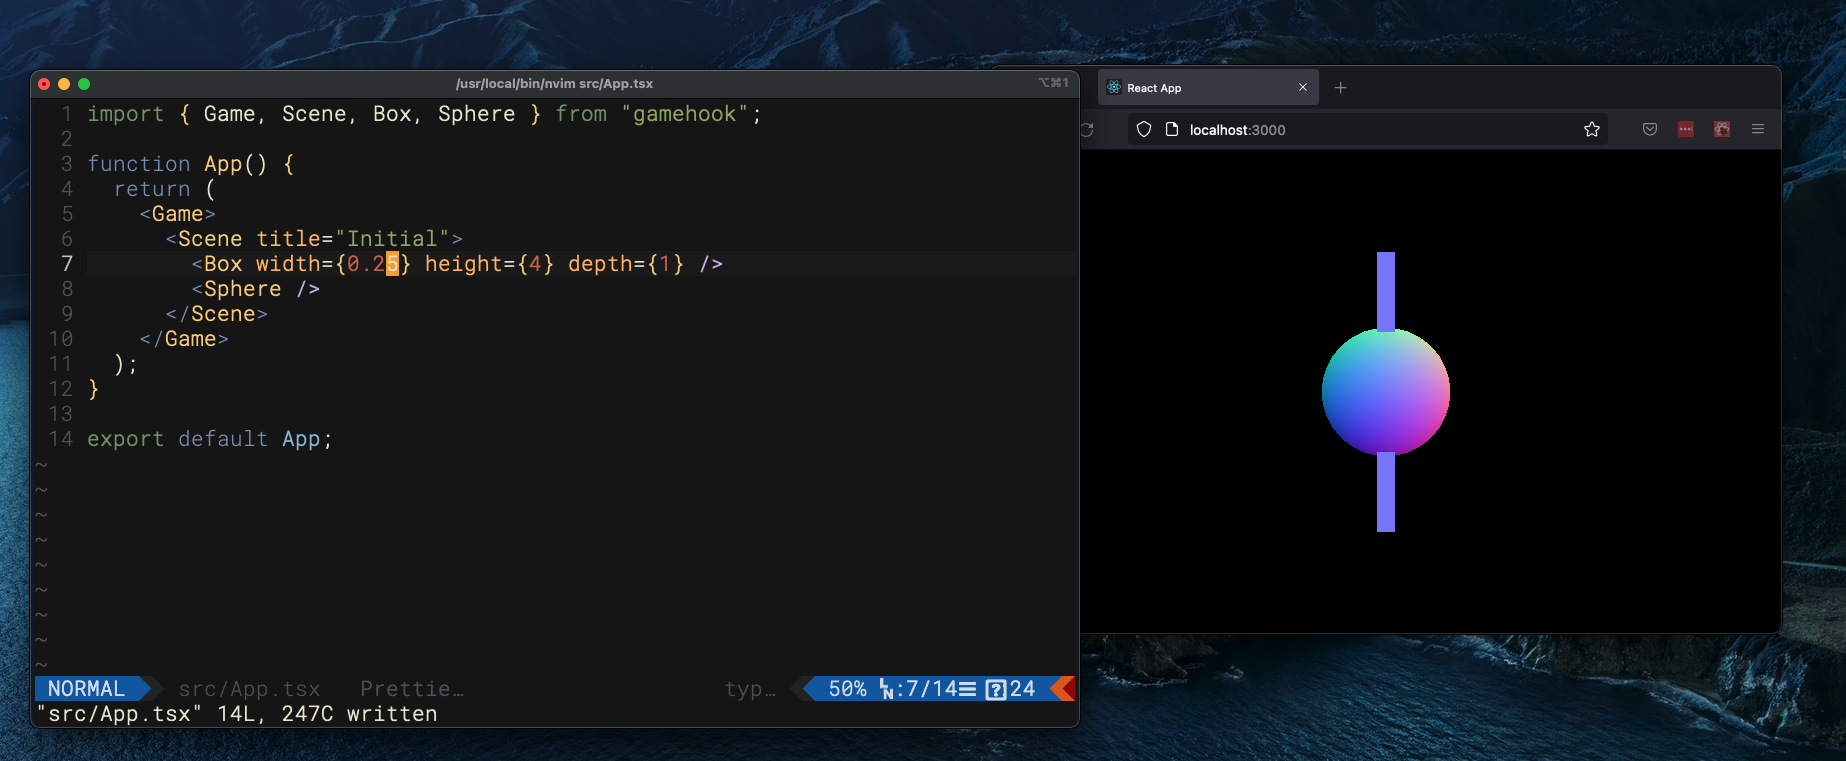 /usr/local/bin/nvim src/App.tsx
⌥⌘1
1 import { Game, Scene, Box, Sphere } from "gamehook";
2
3 function App() {
4   return (
5     <Game>
6       <Scene title="Initial">
7         <Box width={0.25} height={4} depth={1} />
8         <Sphere />
9       </Scene>
10     </Game>
11   );
12 }
13
14 export default App;
~
~
~
~
~
~
~
~
~
NORMAL src/App.tsx Prettie… typ… 50% LN:7/14☰ ?24
"src/App.tsx" 14L, 247C written
React App
localhost:3000